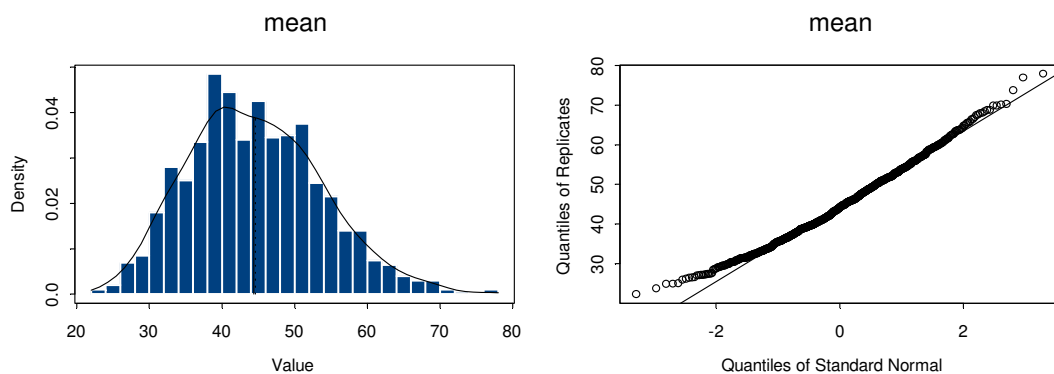 mean
Density
0.0
0.02
0.04
20 30 40 50 60 70 80
Value
mean
Quantiles of Replicates
30
40
50
60
70
80
-2 0 2
Quantiles of Standard Normal